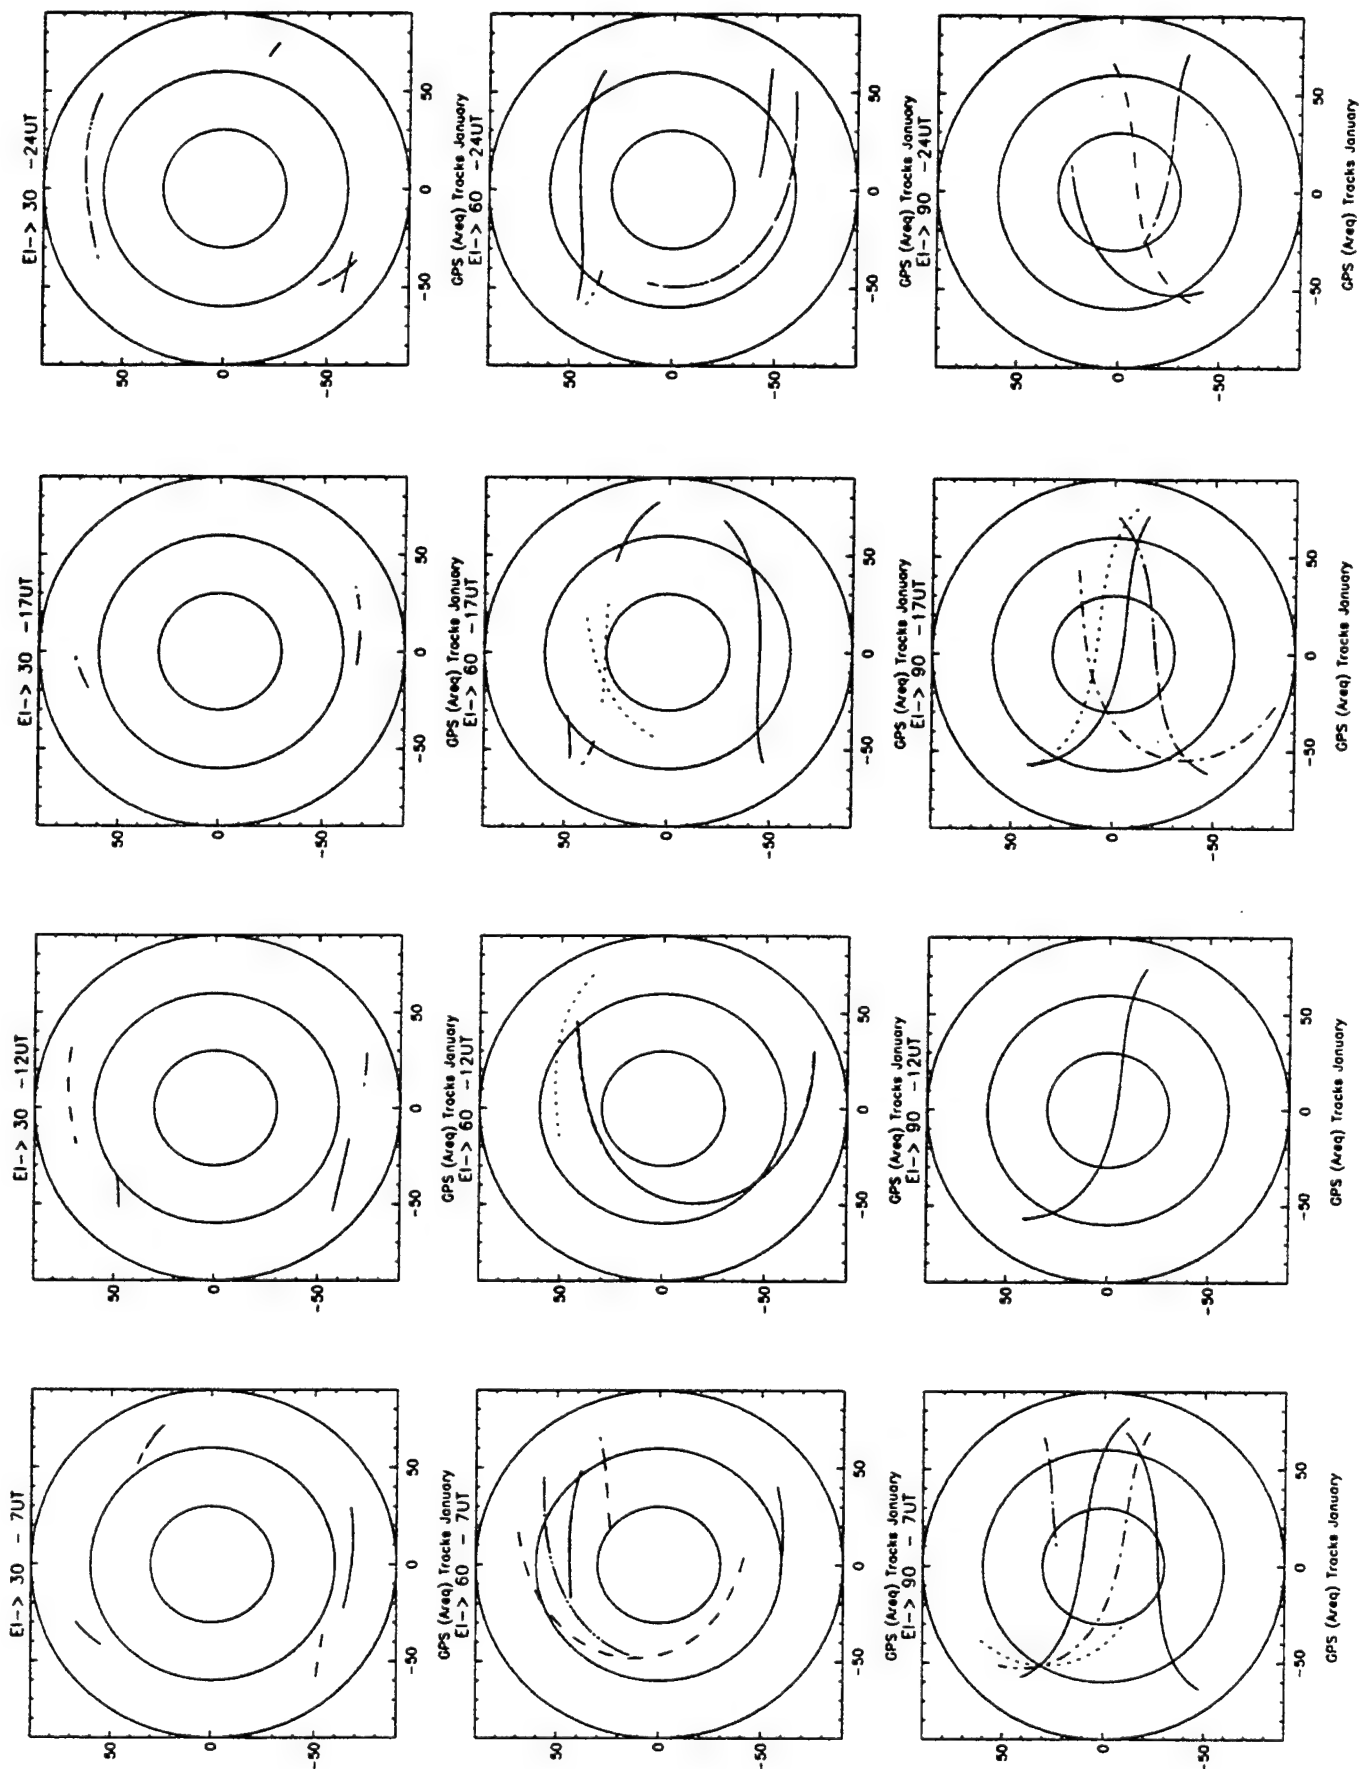 El-> 30 - 7UT
El-> 30 -12UT
El-> 30 -17UT
El-> 30 -24UT
50
0
-50
50
0
-50
50
0
-50
50
0
-50
-50 0 50
-50 0 50
-50 0 50
-50 0 50
GPS (Areq) Tracks January
GPS (Areq) Tracks January
GPS (Areq) Tracks January
GPS (Areq) Tracks January
El-> 60 - 7UT
El-> 60 -12UT
El-> 60 -17UT
El-> 60 -24UT
50
0
-50
50
0
-50
50
0
-50
50
0
-50
-50 0 50
-50 0 50
-50 0 50
-50 0 50
GPS (Areq) Tracks January
GPS (Areq) Tracks January
GPS (Areq) Tracks January
GPS (Areq) Tracks January
El-> 90 - 7UT
El-> 90 -12UT
El-> 90 -17UT
El-> 90 -24UT
50
0
-50
50
0
-50
50
0
-50
50
0
-50
-50 0 50
-50 0 50
-50 0 50
-50 0 50
GPS (Areq) Tracks January
GPS (Areq) Tracks January
GPS (Areq) Tracks January
GPS (Areq) Tracks January